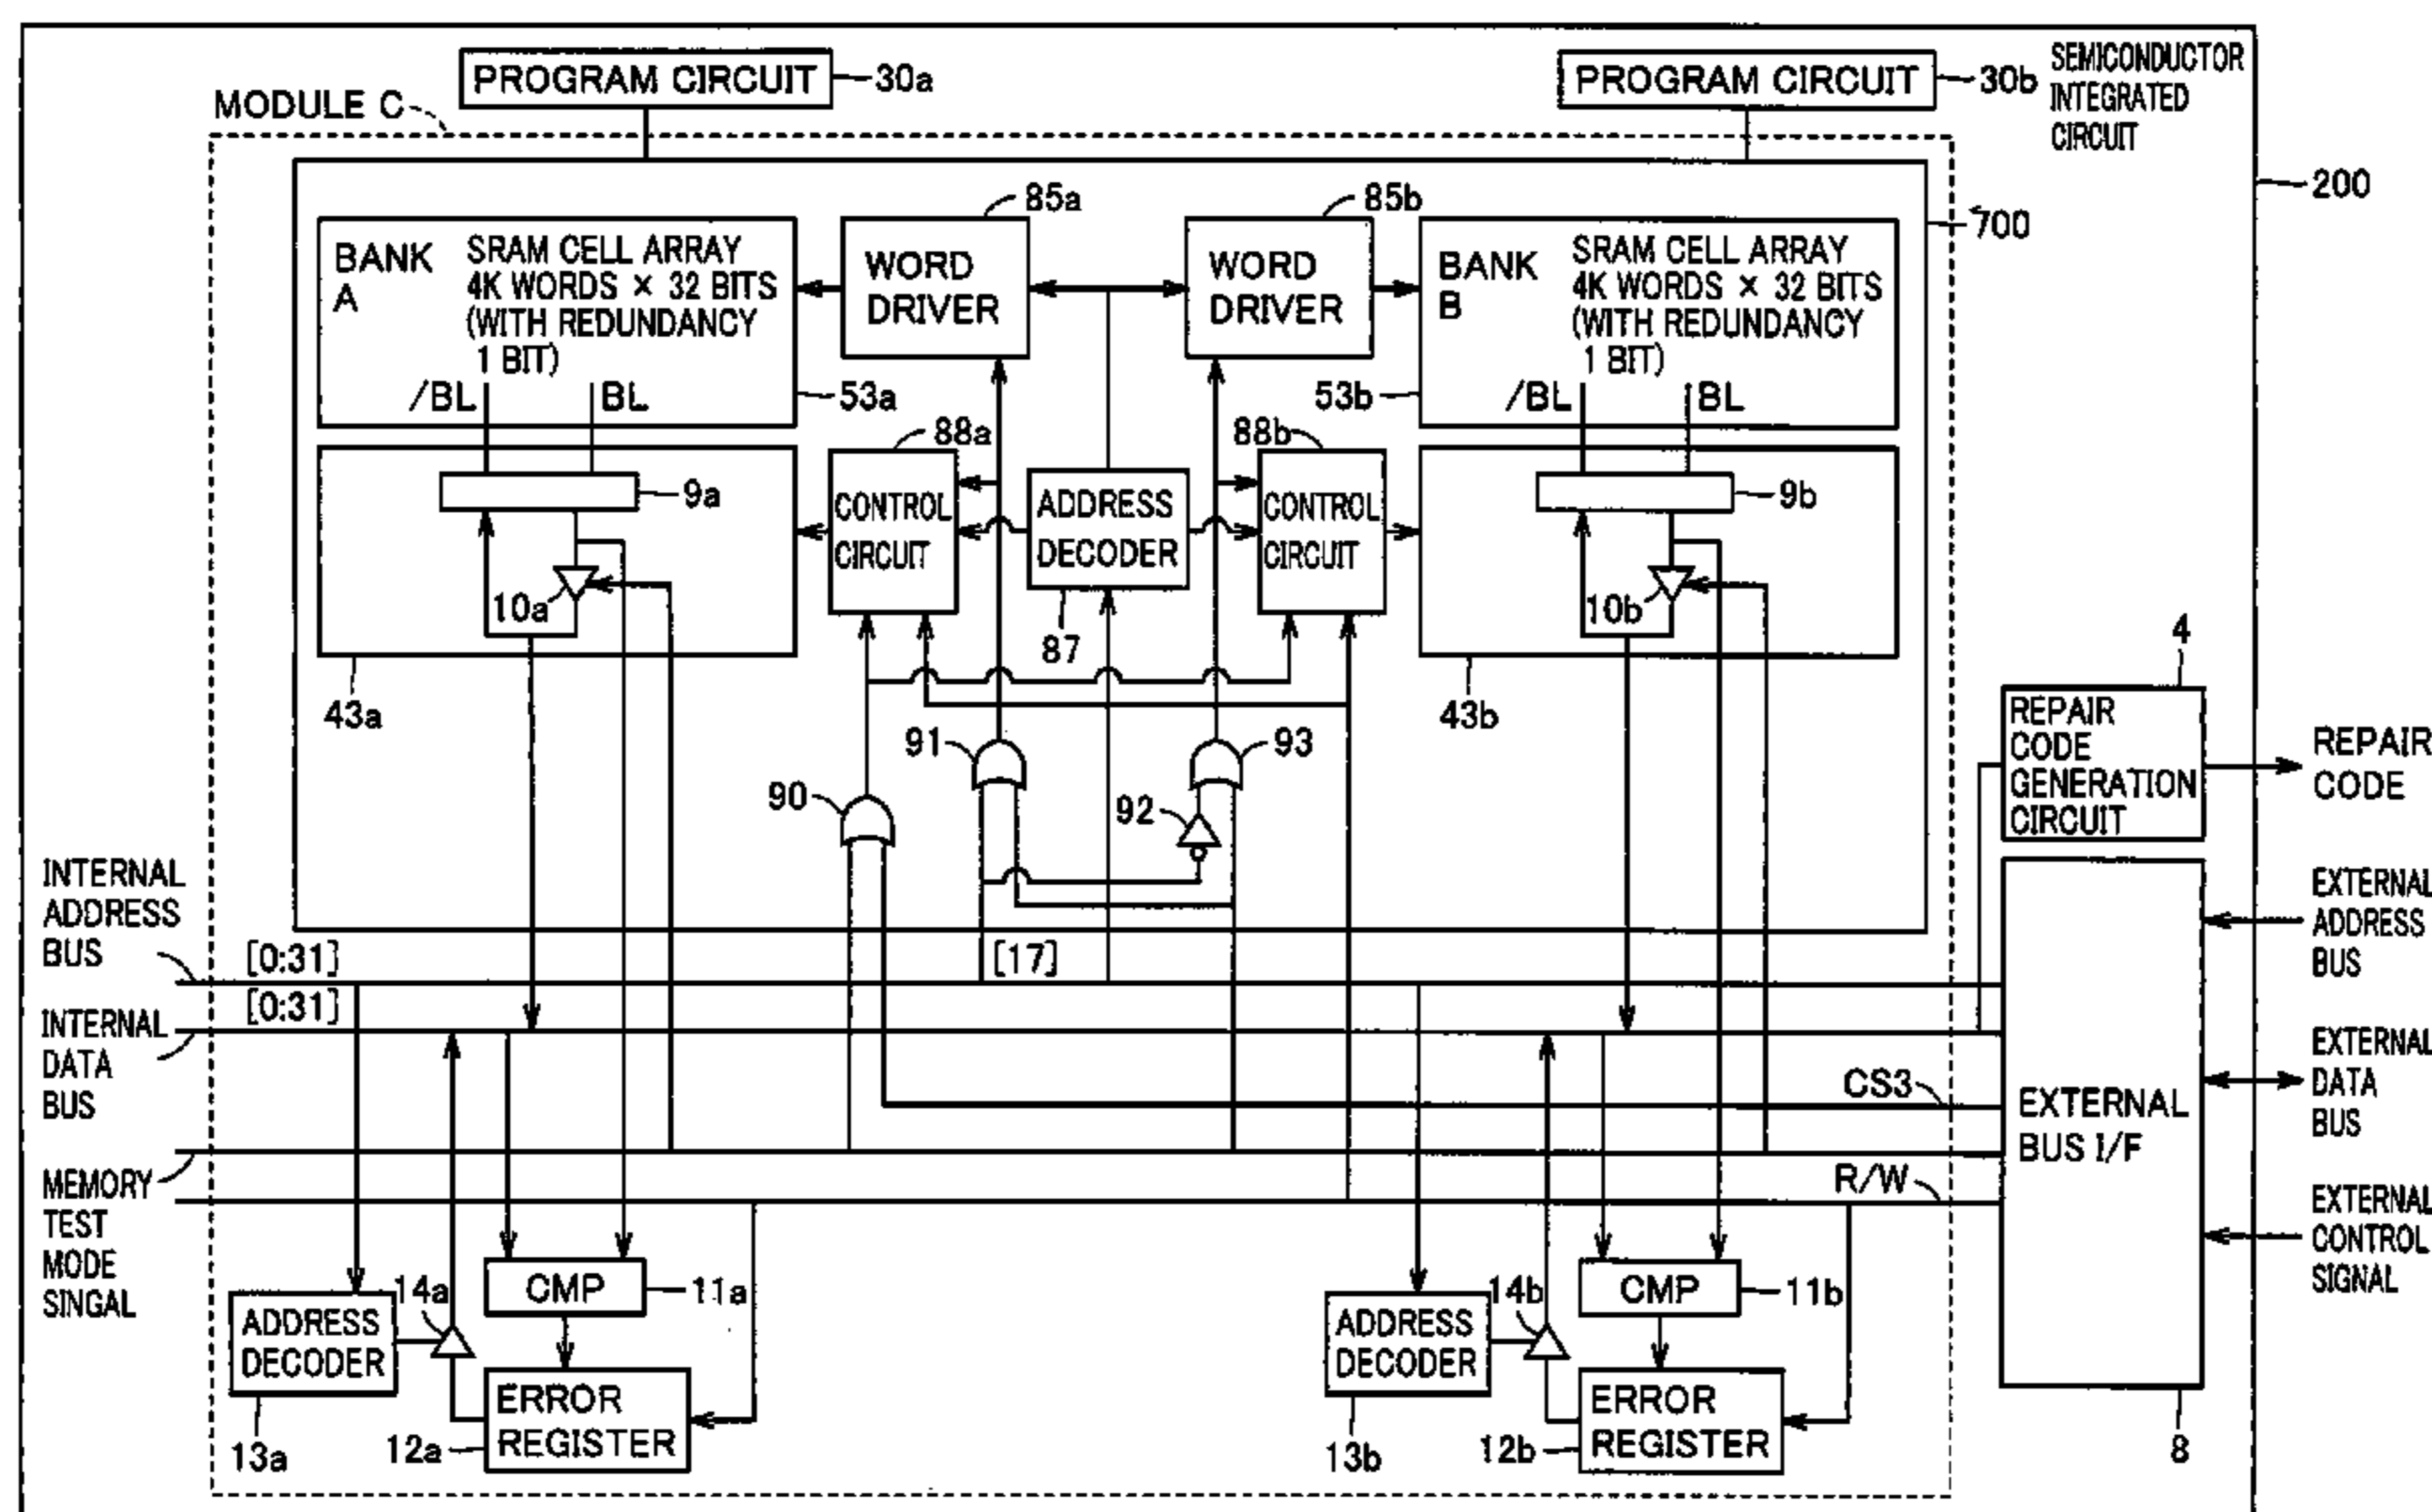 PROGRAM CIRCUIT
30a
PROGRAM CIRCUIT
30b
SEMICONDUCTOR
INTEGRATED
CIRCUIT
MODULE C
200
700
85a
85b
BANK
A
SRAM CELL ARRAY
4K WORDS × 32 BITS
(WITH REDUNDANCY
1 BIT)
WORD
DRIVER
WORD
DRIVER
BANK
B
SRAM CELL ARRAY
4K WORDS × 32 BITS
(WITH REDUNDANCY
1 BIT)
/BL
BL
53a
53b
/BL
BL
88a
88b
9a
CONTROL
CIRCUIT
ADDRESS
DECODER
CONTROL
CIRCUIT
9b
10a
10b
87
43a
43b
4
REPAIR
CODE
GENERATION
CIRCUIT
REPAIR
CODE
91
93
90
92
INTERNAL
ADDRESS
BUS
[0:31]
[17]
EXTERNAL
ADDRESS
BUS
[0:31]
INTERNAL
DATA
BUS
CS3
EXTERNAL
BUS I/F
EXTERNAL
DATA
BUS
MEMORY
TEST
MODE
SINGAL
R/W
EXTERNAL
CONTROL
SIGNAL
CMP
11a
14a
ADDRESS
DECODER
13a
ERROR
REGISTER
12a
CMP
11b
14b
ADDRESS
DECODER
13b
ERROR
REGISTER
12b
8